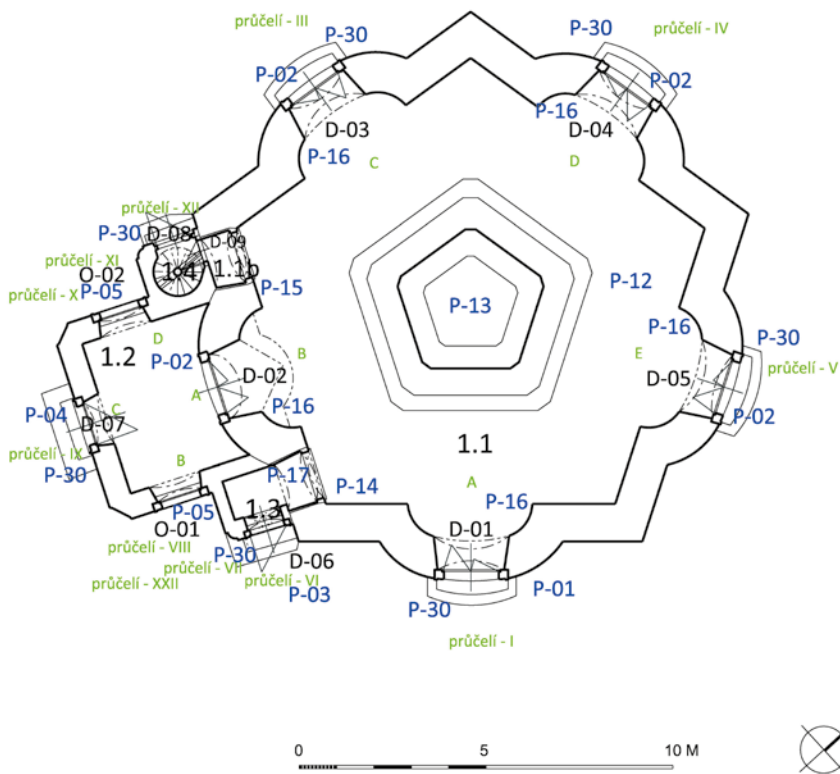 průčelí - III
P-30
P-30
průčelí - IV
P-02
P-02
P-16
D-03
D-04
P-16
C
D
průčelí - XII
P-30
D-08
D-09
průčelí - XI
O-02
1.4
1.1b
P-12
P-05
průčelí - X
P-15
P-13
D
P-16
1.2
P-02
B
E
P-30
D-02
D-05
průčelí - V
A
C
P-04
P-16
P-02
D-07
1.1
průčelí - IX
B
P-17
A
P-30
P-14
P-05
1.3
P-16
O-01
D-01
průčelí - VIII
P-30
D-06
průčelí - VII
průčelí - XXII
průčelí - VI
P-03
P-30
P-01
průčelí - I
0
5
10 M